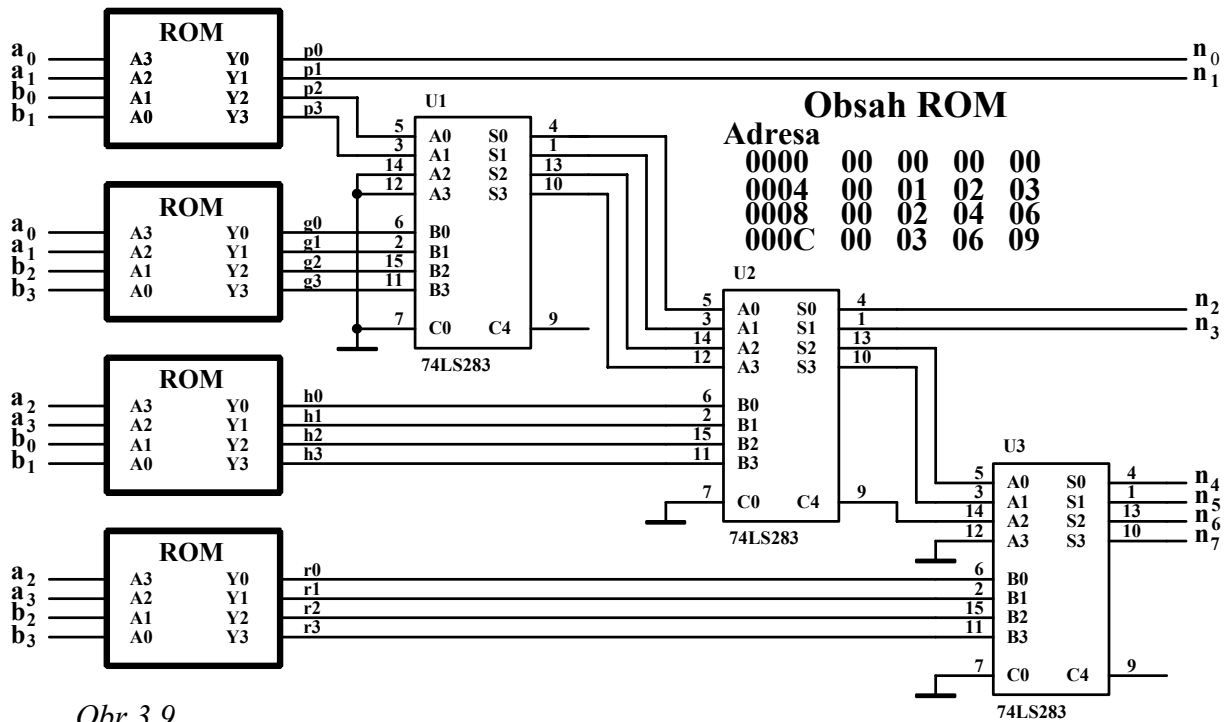 ROM
a0 A3 Y0 p0 n0
a1 A2 Y1 p1 n1
b0 A1 Y2 p2
b1 A0 Y3 p3
U1
5 A0 S0 4
3 A1 S1 1
14 A2 S2 13
12 A3 S3 10
6 B0
2 B1
15 B2
11 B3
7 C0 C4 9
74LS283
Obsah ROM
Adresa
0000 00 00 00 00
0004 00 01 02 03
0008 00 02 04 06
000C 00 03 06 09
ROM
a0 A3 Y0 g0
a1 A2 Y1 g1
b2 A1 Y2 g2
b3 A0 Y3 g3
U2
5 A0 S0 4 n2
3 A1 S1 1 n3
14 A2 S2 13
12 A3 S3 10
6 B0
2 B1
15 B2
11 B3
7 C0 C4 9
74LS283
ROM
a2 A3 Y0 h0
a3 A2 Y1 h1
b0 A1 Y2 h2
b1 A0 Y3 h3
U3
5 A0 S0 4 n4
3 A1 S1 1 n5
14 A2 S2 13 n6
12 A3 S3 10 n7
6 B0
2 B1
15 B2
11 B3
7 C0 C4 9
74LS283
ROM
a2 A3 Y0 r0
a3 A2 Y1 r1
b2 A1 Y2 r2
b3 A0 Y3 r3
Obr 3.9